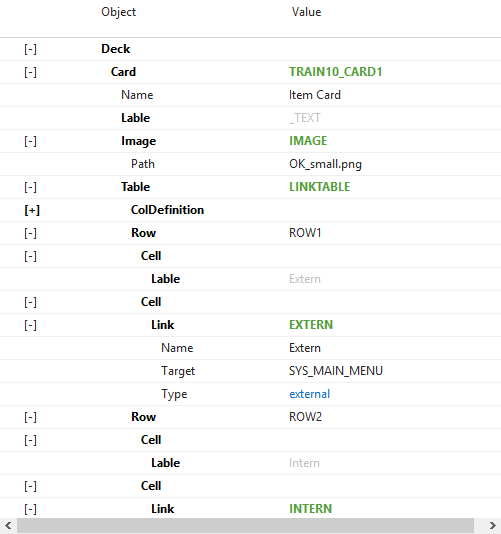 Object Value
[-] Deck
[-] Card TRAIN10_CARD1
Name Item Card
Lable _TEXT
[-] Image IMAGE
Path OK_small.png
[-] Table LINKTABLE
[+] ColDefinition
[-] Row ROW1
[-] Cell
Lable Extern
[-] Cell
[-] Link EXTERN
Name Extern
Target SYS_MAIN_MENU
Type external
[-] Row ROW2
[-] Cell
Lable Intern
[-] Cell
[-] Link INTERN